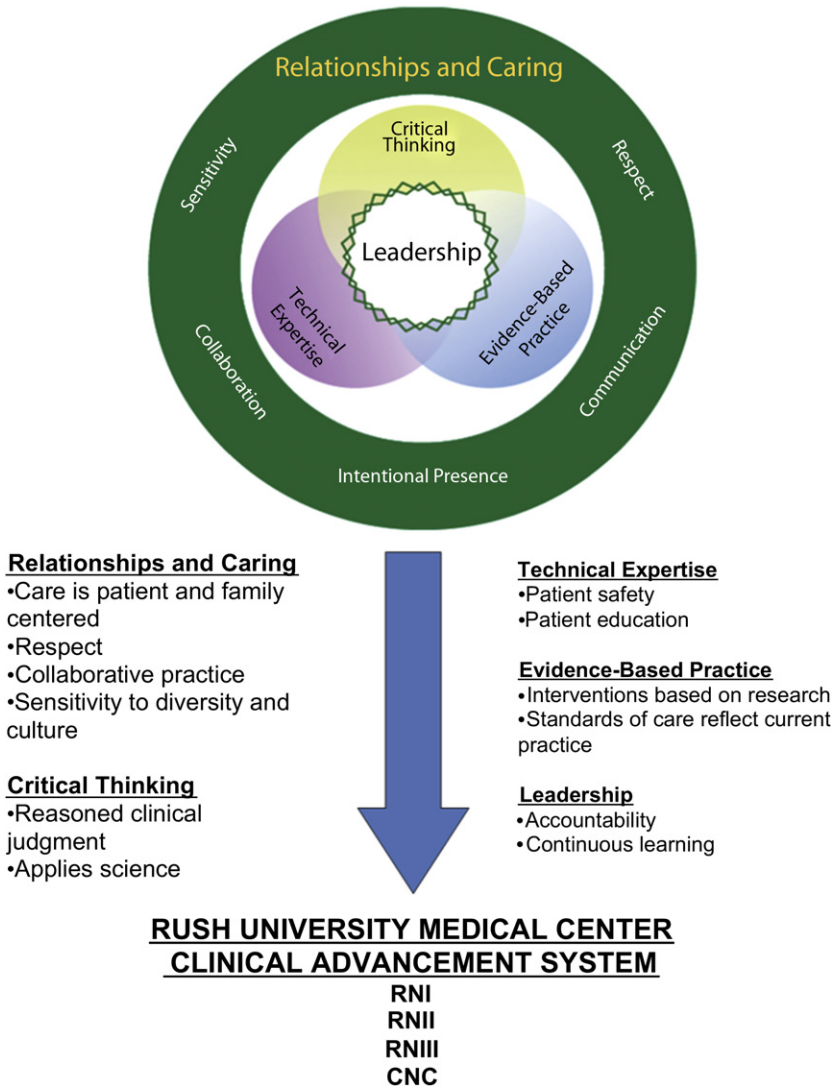 Relationships and Caring
Sensitivity
Respect
Critical
Thinking
Leadership
Technical
Expertise
Evidence-Based
Practice
Collaboration
Communication
Intentional Presence
Relationships and Caring
•Care is patient and family
centered
•Respect
•Collaborative practice
•Sensitivity to diversity and
culture
Critical Thinking
•Reasoned clinical
judgment
•Applies science
Technical Expertise
•Patient safety
•Patient education
Evidence-Based Practice
•Interventions based on research
•Standards of care reflect current
practice
Leadership
•Accountability
•Continuous learning
RUSH UNIVERSITY MEDICAL CENTER
CLINICAL ADVANCEMENT SYSTEM
RNI
RNII
RNIII
CNC